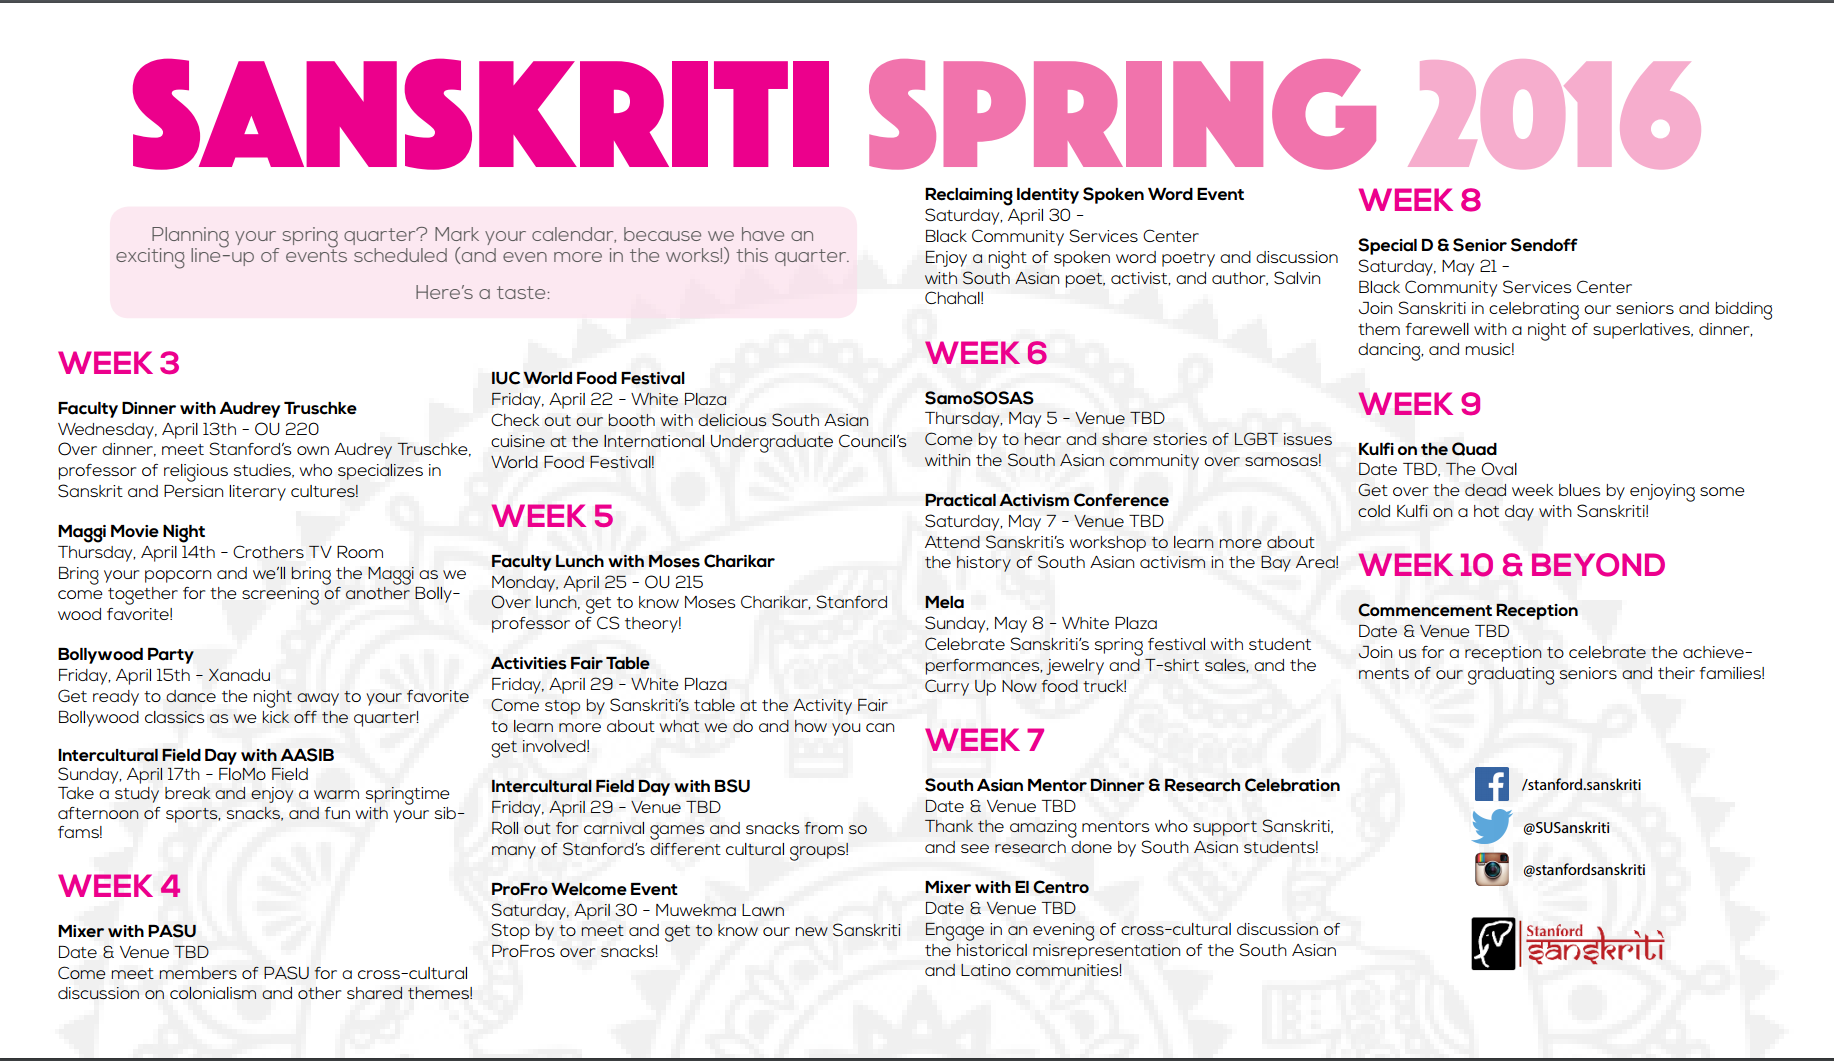 SANSKRITI SPRING 2016
Planning your spring quarter? Mark your calendar, because we have an
exciting line-up of events scheduled (and even more in the works!) this quarter.
Here's a taste:
WEEK 3
Faculty Dinner with Audrey Truschke
Wednesday, April 13th - OU 220
Over dinner, meet Stanford's own Audrey Truschke,
professor of religious studies, who specializes in
Sanskrit and Persian literary cultures!
Maggi Movie Night
Thursday, April 14th - Crothers TV Room
Bring your popcorn and we'll bring the Maggi as we
come together for the screening of another Bolly-
wood favorite!
Bollywood Party
Friday, April 15th - Xanadu
Get ready to dance the night away to your favorite
Bollywood classics as we kick off the quarter!
Intercultural Field Day with AASIB
Sunday, April 17th - FloMo Field
Take a study break and enjoy a warm springtime
afternoon of sports, snacks, and fun with your sib-
fams!
WEEK 4
Mixer with PASU
Date & Venue TBD
Come meet members of PASU for a cross-cultural
discussion on colonialism and other shared themes!
IUC World Food Festival
Friday, April 22 - White Plaza
Check out our booth with delicious South Asian
cuisine at the International Undergraduate Council's
World Food Festival!
WEEK 5
Faculty Lunch with Moses Charikar
Monday, April 25 - OU 215
Over lunch, get to know Moses Charikar, Stanford
professor of CS theory!
Activities Fair Table
Friday, April 29 - White Plaza
Come stop by Sanskriti's table at the Activity Fair
to learn more about what we do and how you can
get involved!
Intercultural Field Day with BSU
Friday, April 29 - Venue TBD
Roll out for carnival games and snacks from so
many of Stanford's different cultural groups!
ProFro Welcome Event
Saturday, April 30 - Muwekma Lawn
Stop by to meet and get to know our new Sanskriti
ProFros over snacks!
Reclaiming Identity Spoken Word Event
Saturday, April 30 -
Black Community Services Center
Enjoy a night of spoken word poetry and discussion
with South Asian poet, activist, and author, Salvin
Chahal!
WEEK 6
SamoSOSAS
Thursday, May 5 - Venue TBD
Come by to hear and share stories of LGBT issues
within the South Asian community over samosas!
Practical Activism Conference
Saturday, May 7 - Venue TBD
Attend Sanskriti's workshop to learn more about
the history of South Asian activism in the Bay Area!
Mela
Sunday, May 8 - White Plaza
Celebrate Sanskriti's spring festival with student
performances, jewelry and T-shirt sales, and the
Curry Up Now food truck!
WEEK 7
South Asian Mentor Dinner & Research Celebration
Date & Venue TBD
Thank the amazing mentors who support Sanskriti,
and see research done by South Asian students!
Mixer with El Centro
Date & Venue TBD
Engage in an evening of cross-cultural discussion of
the historical misrepresentation of the South Asian
and Latino communities!
WEEK 8
Special D & Senior Sendoff
Saturday, May 21 -
Black Community Services Center
Join Sanskriti in celebrating our seniors and bidding
them farewell with a night of superlatives, dinner,
dancing, and music!
WEEK 9
Kulfi on the Quad
Date TBD, The Oval
Get over the dead week blues by enjoying some
cold Kulfi on a hot day with Sanskriti!
WEEK 10 & BEYOND
Commencement Reception
Date & Venue TBD
Join us for a reception to celebrate the achieve-
ments of our graduating seniors and their families!
/stanford.sanskriti
@SUSanskriti
@stanfordsanskriti
Stanford
sanskriti